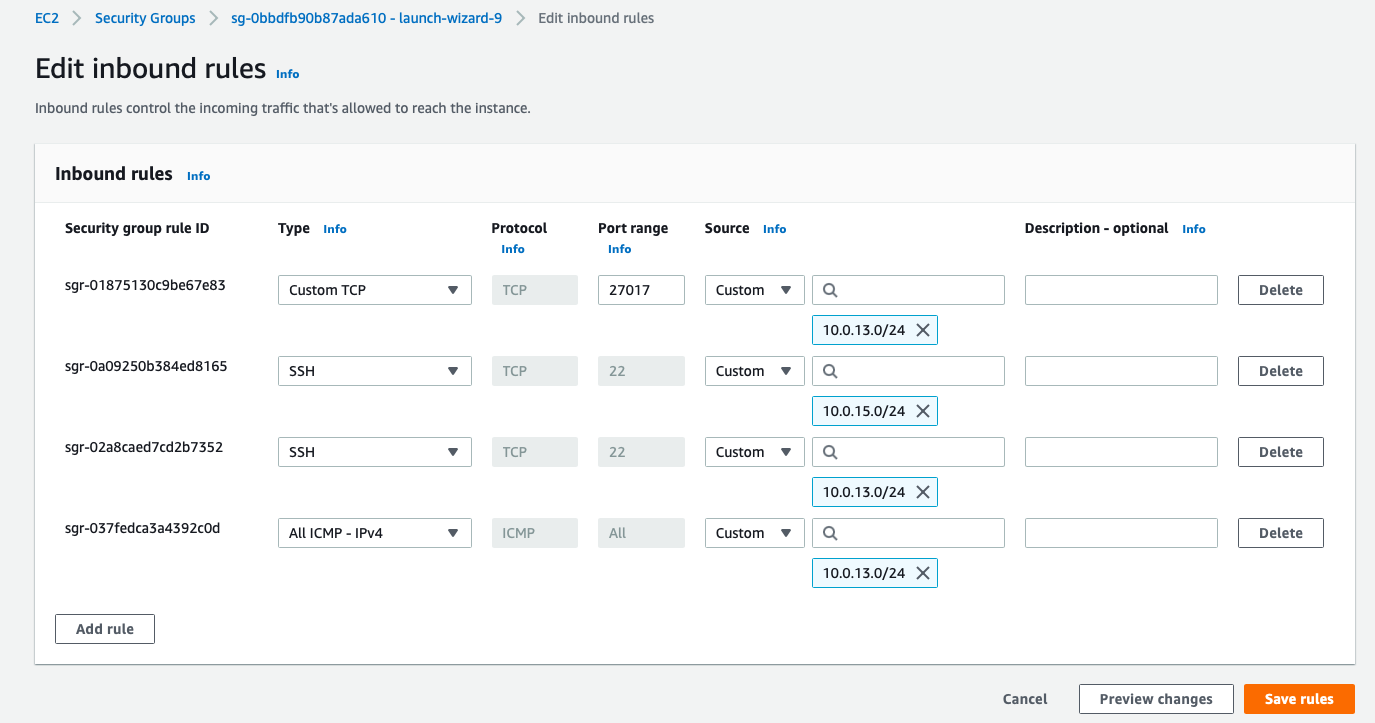 EC2 > Security Groups > sg-0bbdfb90b87ada610 - launch-wizard-9 > Edit inbound rules
Edit inbound rules Info
Inbound rules control the incoming traffic that's allowed to reach the instance.
Inbound rules Info
Security group rule ID Type Info Protocol Info Port range Info Source Info Description - optional Info
sgr-01875130c9be67e83 Custom TCP TCP 27017 Custom Delete
10.0.13.0/24
sgr-0a09250b384ed8165 SSH TCP 22 Custom Delete
10.0.15.0/24
sgr-02a8caed7cd2b7352 SSH TCP 22 Custom Delete
10.0.13.0/24
sgr-037fedca3a4392c0d All ICMP - IPv4 ICMP All Custom Delete
10.0.13.0/24
Add rule
Cancel Preview changes Save rules